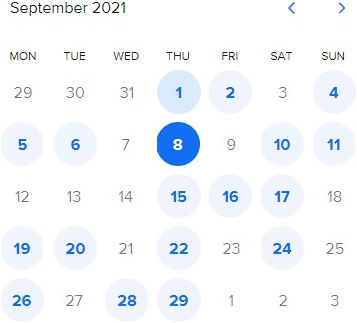 September 2021
MON TUE WED THU FRI SAT SUN
29 30 31 1 2 3 4
5 6 7 8 9 10 11
12 13 14 15 16 17 18
19 20 21 22 23 24 25
26 27 28 29 1 2 3